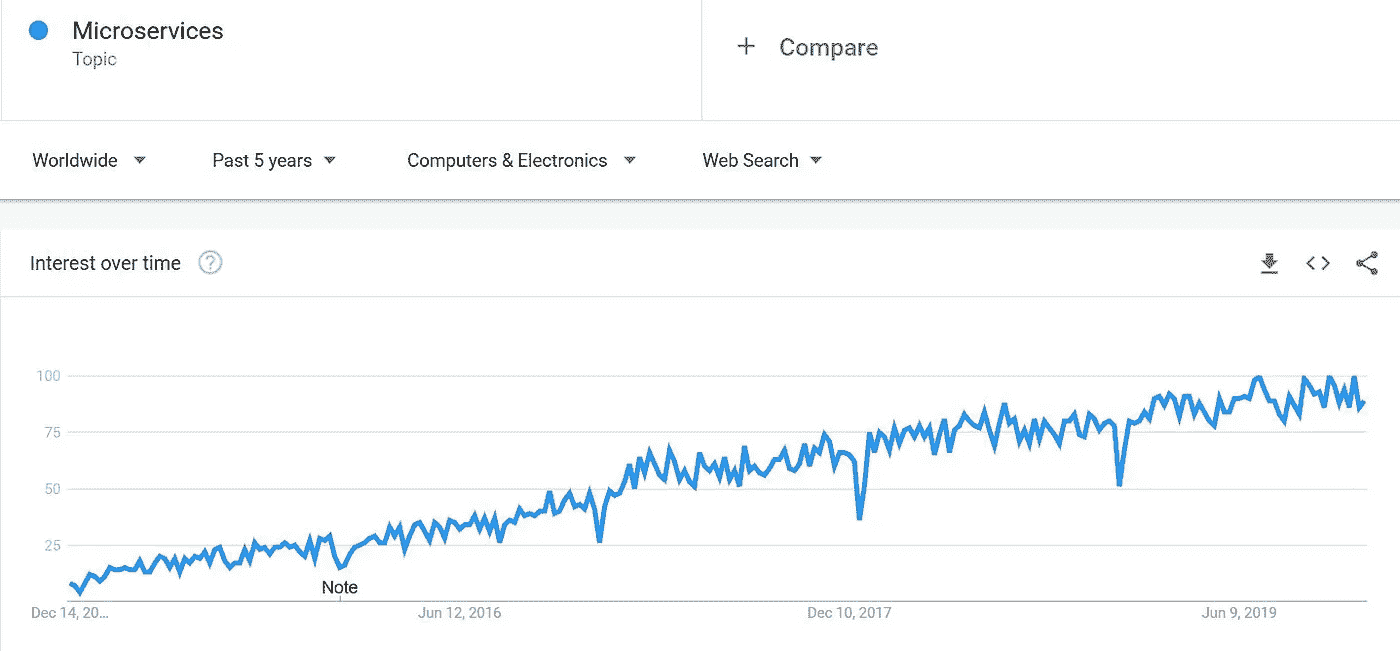 Microservices
Topic
+ Compare
Worldwide
Past 5 years
Computers & Electronics
Web Search
Interest over time ?
100
75
50
25
Note
Dec 14, 20...
Jun 12, 2016
Dec 10, 2017
Jun 9, 2019